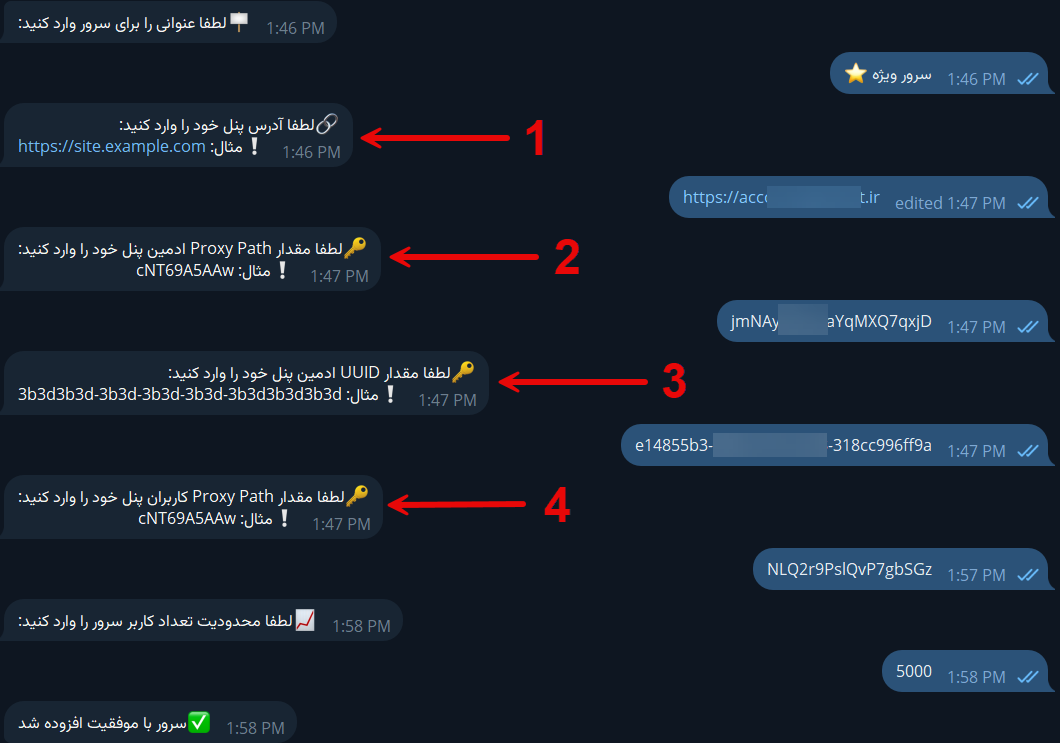 لطفا عنوانی را برای سرور وارد کنید:
1:46 PM
سرور ویژه
1:46 PM
لطفا آدرس پنل خود را وارد کنید:
❗ مثال: https://site.example.com
1:46 PM
1
https://acc
t.ir
edited 1:47 PM
لطفا مقدار Proxy Path ادمین پنل خود را وارد کنید:
❗ مثال: cNT69A5AAw
1:47 PM
2
jmNAy
aYqMXQ7qxjD
1:47 PM
لطفا مقدار UUID ادمین پنل خود را وارد کنید:
❗ مثال: 3b3d3b3d-3b3d-3b3d-3b3d-3b3d3b3d3b3d
1:47 PM
3
e14855b3-
-318cc996ff9a
1:47 PM
لطفا مقدار Proxy Path کاربران پنل خود را وارد کنید:
❗ مثال: cNT69A5AAw
1:47 PM
4
NLQ2r9PslQvP7gbSGz
1:57 PM
لطفا محدودیت تعداد کاربر سرور را وارد کنید:
1:58 PM
5000
1:58 PM
سرور با موفقیت افزوده شد
1:58 PM